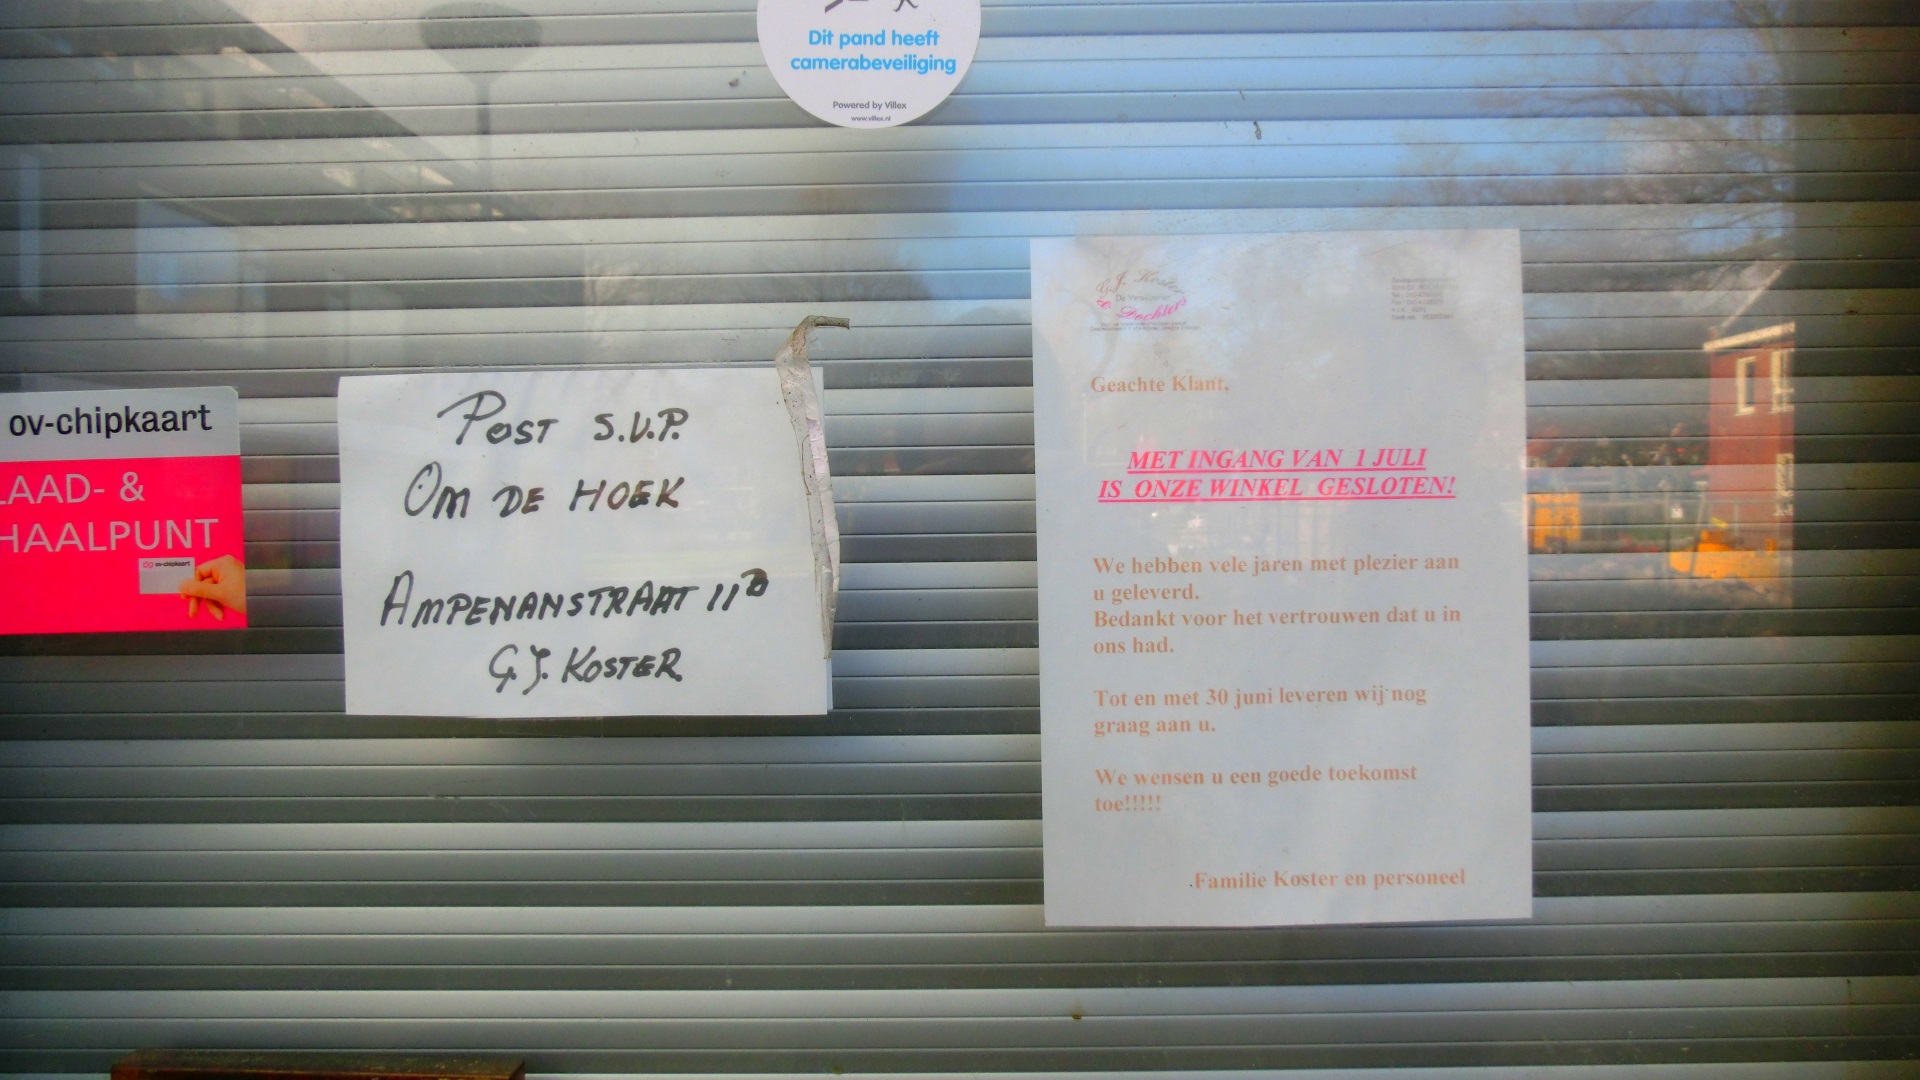 Dit pand heeft
camerabeveiliging
Powered by Villex
www.villex.nl
ov-chipkaart
LAAD- &
HAALPUNT
ov-chipkaart
POST S.V.P.
OM DE HOEK
AMPENANSTRAAT 11B
G.J. KOSTER
G.J. Koster
& Dochters
Geachte Klant,
MET INGANG VAN 1 JULI
IS ONZE WINKEL GESLOTEN!
We hebben vele jaren met plezier aan
u geleverd.
Bedankt voor het vertrouwen dat u in
ons had.
Tot en met 30 juni leveren wij nog
graag aan u.
We wensen u een goede toekomst
toe!!!!!
Familie Koster en personeel